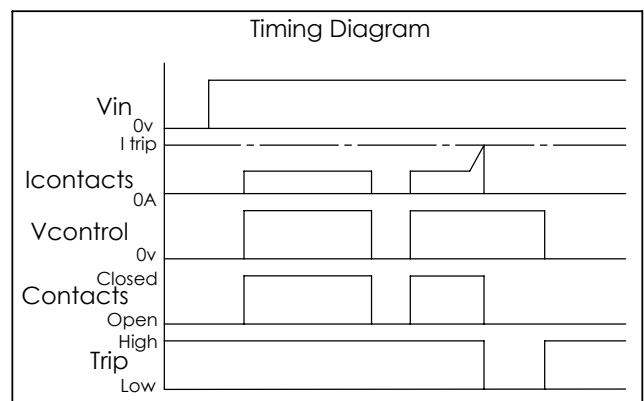 Timing Diagram
Vin
0v
I trip
Icontacts
0A
Vcontrol
0v
Closed
Contacts
Open
High
Trip
Low